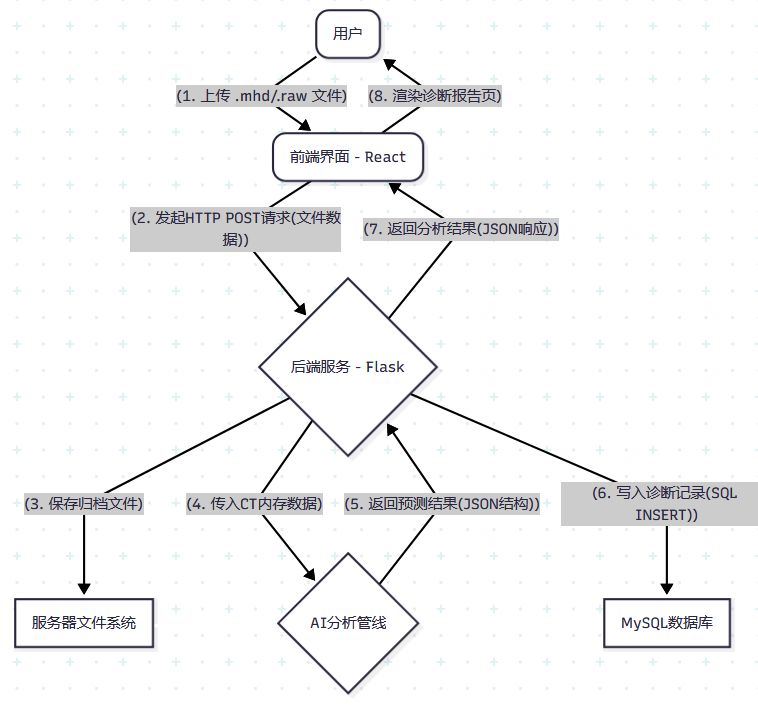 用户
(1. 上传 .mhd/.raw 文件)
(8. 渲染诊断报告页)
前端界面 - React
(2. 发起HTTP POST请求(文件数
据))
(7. 返回分析结果(JSON响应))
后端服务 - Flask
(3. 保存归档文件)
(4. 传入CT内存数据)
(5. 返回预测结果(JSON结构))
(6. 写入诊断记录(SQL
INSERT))
服务器文件系统
AI分析管线
MySQL数据库